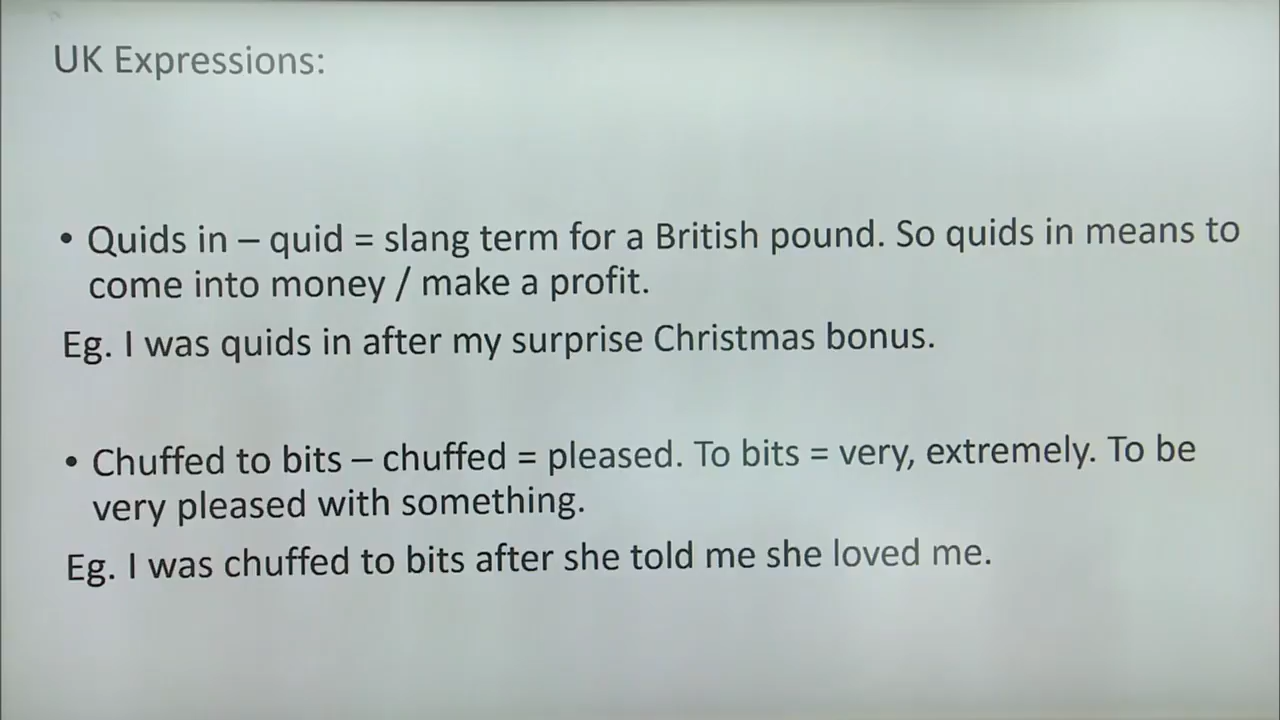 UK Expressions:
• Quids in – quid = slang term for a British pound. So quids in means to
come into money / make a profit.
Eg. I was quids in after my surprise Christmas bonus.
• Chuffed to bits – chuffed = pleased. To bits = very, extremely. To be
very pleased with something.
Eg. I was chuffed to bits after she told me she loved me.